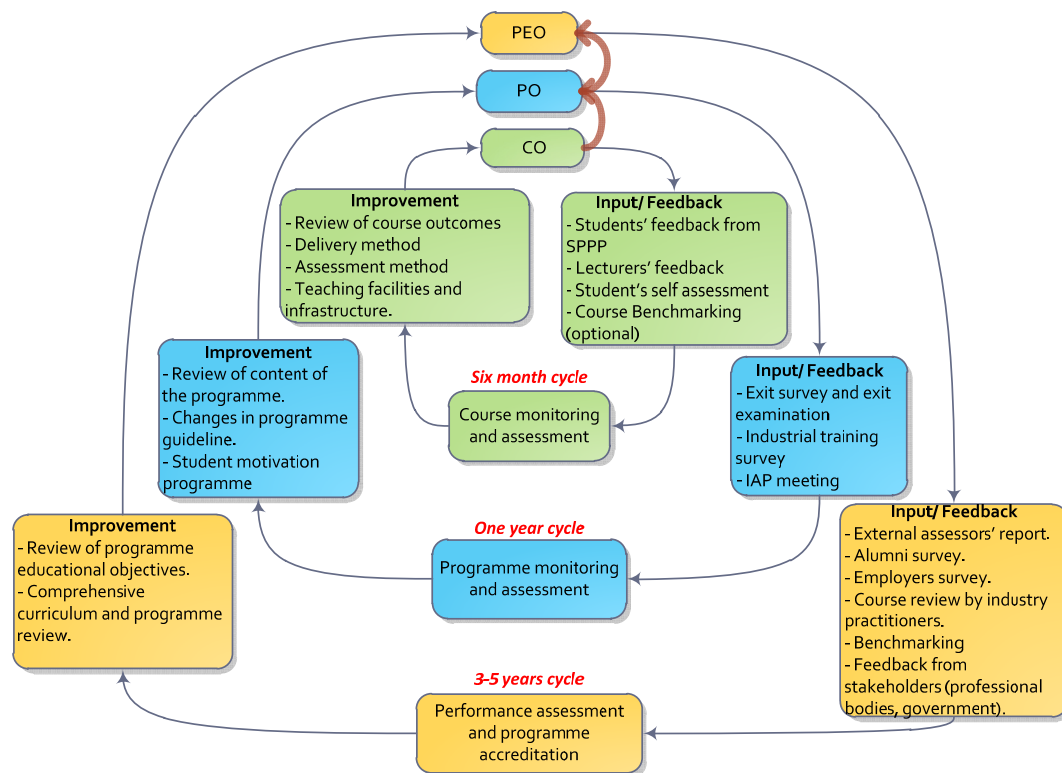 PEO
PO
CO
Improvement
- Review of course outcomes
- Delivery method
- Assessment method
- Teaching facilities and
infrastructure.
Input/ Feedback
- Students' feedback from
SPPP
- Lecturers' feedback
- Student's self assessment
- Course Benchmarking
(optional)
Six month cycle
Course monitoring
and assessment
Improvement
- Review of content of
the programme.
- Changes in programme
guideline.
- Student motivation
programme
Input/ Feedback
- Exit survey and exit
examination
- Industrial training
survey
- IAP meeting
One year cycle
Programme monitoring
and assessment
Improvement
- Review of programme
educational objectives.
- Comprehensive
curriculum and programme
review.
Input/ Feedback
- External assessors' report.
- Alumni survey.
- Employers survey.
- Course review by industry
practitioners.
- Benchmarking
- Feedback from
stakeholders (professional
bodies, government).
3-5 years cycle
Performance assessment
and programme
accreditation